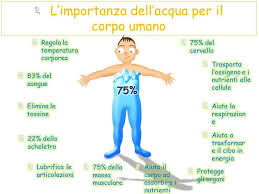 L'importanza dell'acqua per il
corpo umano
Regola la
temperatura
corporea
83% del
sangue
Elimina le
tossine
22% dello
scheletro
Lubrifica le
articolazioni
75%
75% della
massa
muscolare
Aiuta il
corpo ad
assorbire i
nutrienti
75% del
cervello
Trasporta
l'ossigeno e i
nutrienti alle
cellule
Aiuta la
respirazion
e
Aiuta a
trasformar
e il cibo in
energia
Protegge
gli organi